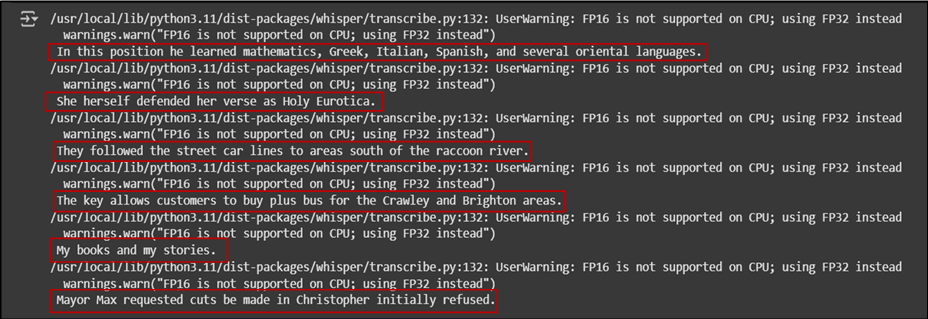 /usr/local/lib/python3.11/dist-packages/whisper/transcribe.py:132: UserWarning: FP16 is not supported on CPU; using FP32 instead
warnings.warn("FP16 is not supported on CPU; using FP32 instead")
In this position he learned mathematics, Greek, Italian, Spanish, and several oriental languages.
/usr/local/lib/python3.11/dist-packages/whisper/transcribe.py:132: UserWarning: FP16 is not supported on CPU; using FP32 instead
warnings.warn("FP16 is not supported on CPU; using FP32 instead")
She herself defended her verse as Holy Eurotica.
/usr/local/lib/python3.11/dist-packages/whisper/transcribe.py:132: UserWarning: FP16 is not supported on CPU; using FP32 instead
warnings.warn("FP16 is not supported on CPU; using FP32 instead")
They followed the street car lines to areas south of the raccoon river.
/usr/local/lib/python3.11/dist-packages/whisper/transcribe.py:132: UserWarning: FP16 is not supported on CPU; using FP32 instead
warnings.warn("FP16 is not supported on CPU; using FP32 instead")
The key allows customers to buy plus bus for the Crawley and Brighton areas.
/usr/local/lib/python3.11/dist-packages/whisper/transcribe.py:132: UserWarning: FP16 is not supported on CPU; using FP32 instead
warnings.warn("FP16 is not supported on CPU; using FP32 instead")
My books and my stories.
/usr/local/lib/python3.11/dist-packages/whisper/transcribe.py:132: UserWarning: FP16 is not supported on CPU; using FP32 instead
warnings.warn("FP16 is not supported on CPU; using FP32 instead")
Mayor Max requested cuts be made in Christopher initially refused.